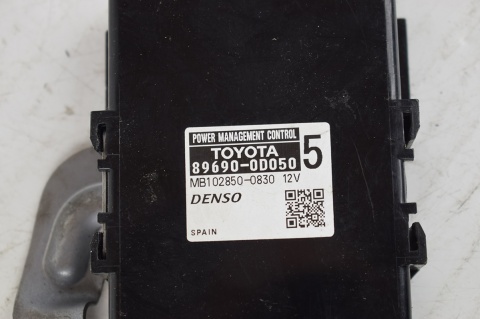 POWER MANAGEMENT CONTROL
TOYOTA
89690-0D050 5
MB102850-0830 12V
DENSO
SPAIN